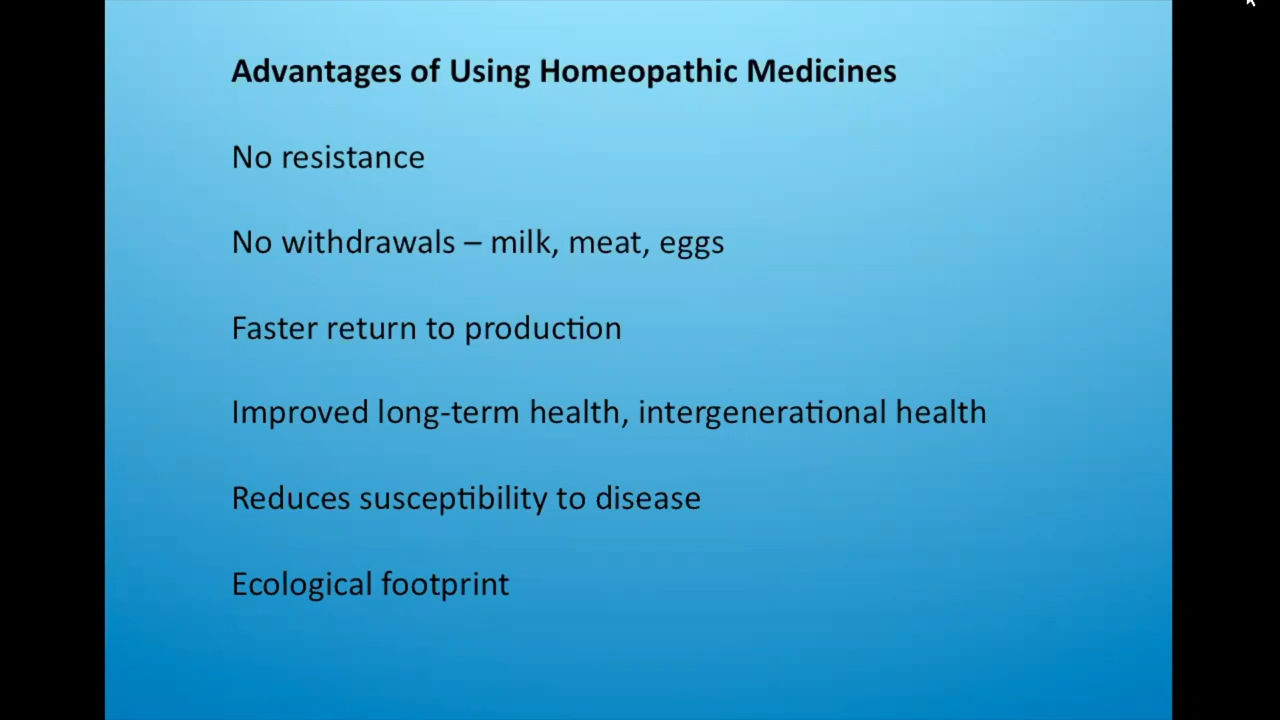 Advantages of Using Homeopathic Medicines
No resistance
No withdrawals – milk, meat, eggs
Faster return to production
Improved long-term health, intergenerational health
Reduces susceptibility to disease
Ecological footprint